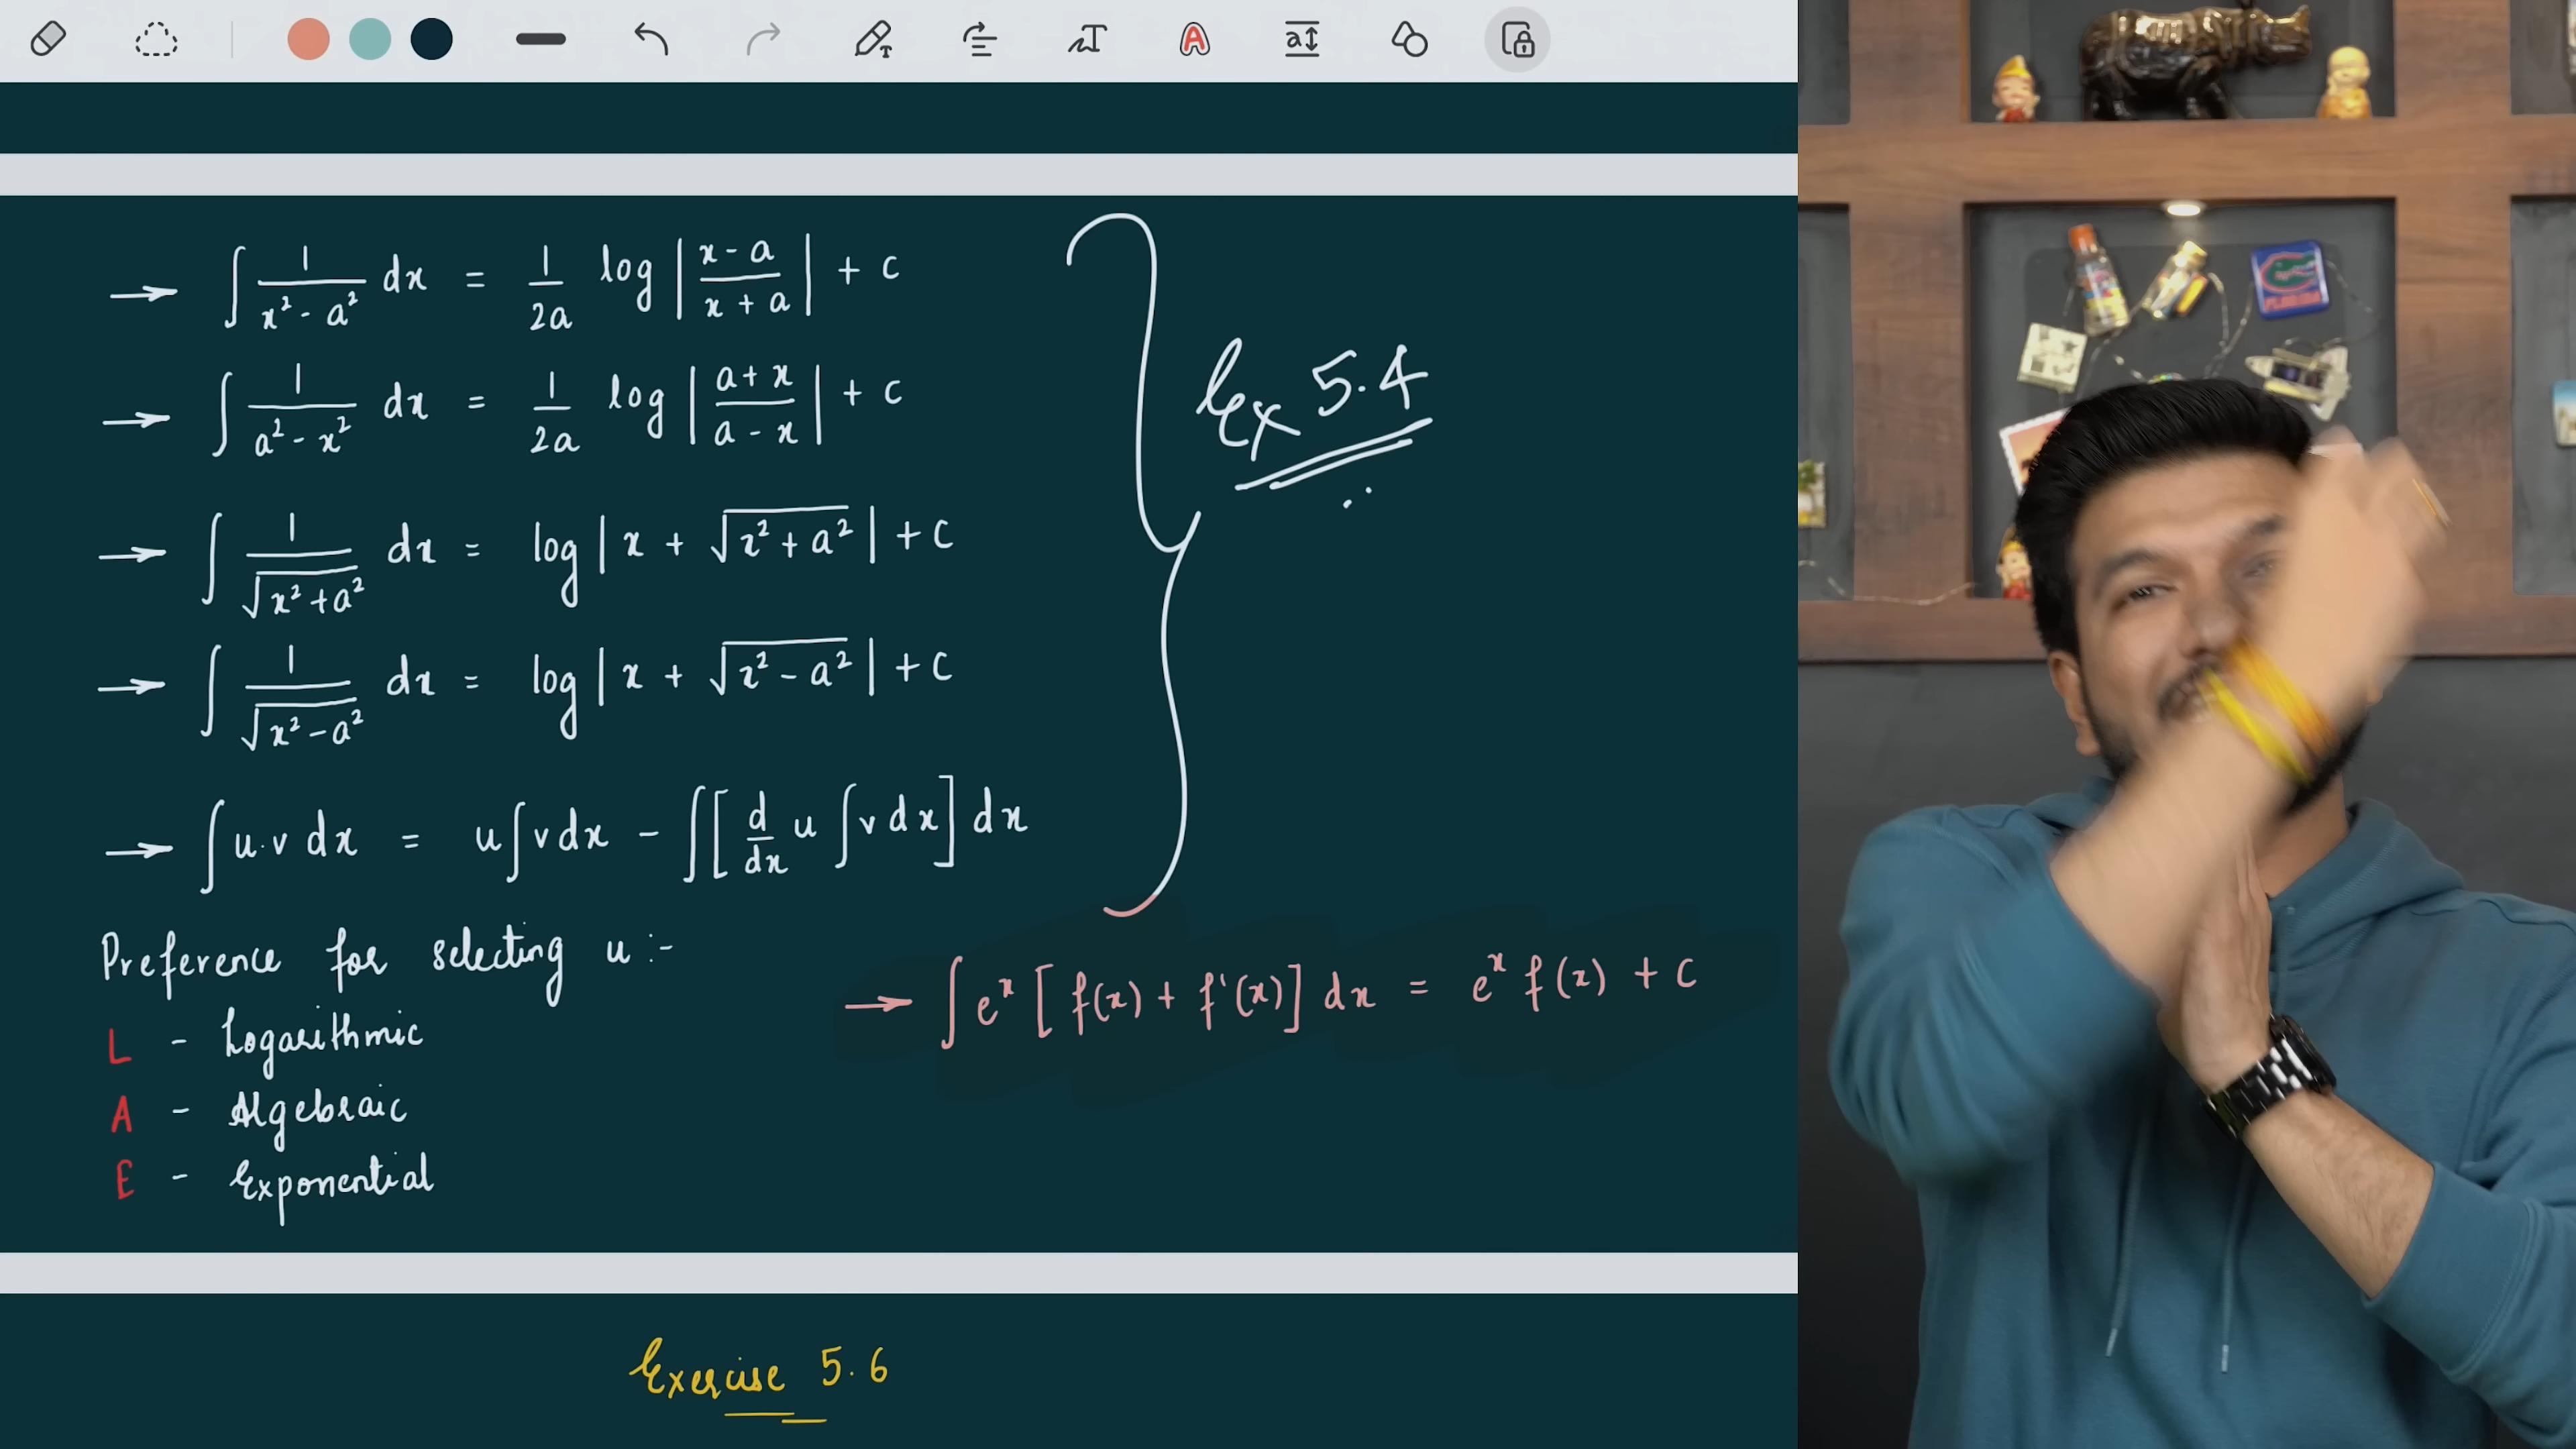 → ∫ 1/(x² - a²) dx = 1/2a log |(x - a)/(x + a)| + c
→ ∫ 1/(a² - x²) dx = 1/2a log |(a + x)/(a - x)| + c
→ ∫ 1/√(x² + a²) dx = log |x + √(x² + a²)| + c
→ ∫ 1/√(x² - a²) dx = log |x + √(x² - a²)| + c
→ ∫ u·v dx = u ∫ v dx - ∫ [d/dx u ∫ v dx] dx
Ex 5.4
Preference for selecting u :-
L - Logarithmic
A - Algebraic
E - Exponential
→ ∫ eˣ [f(x) + f'(x)] dx = eˣ f(x) + c
Exercise 5.6
FLORIDA